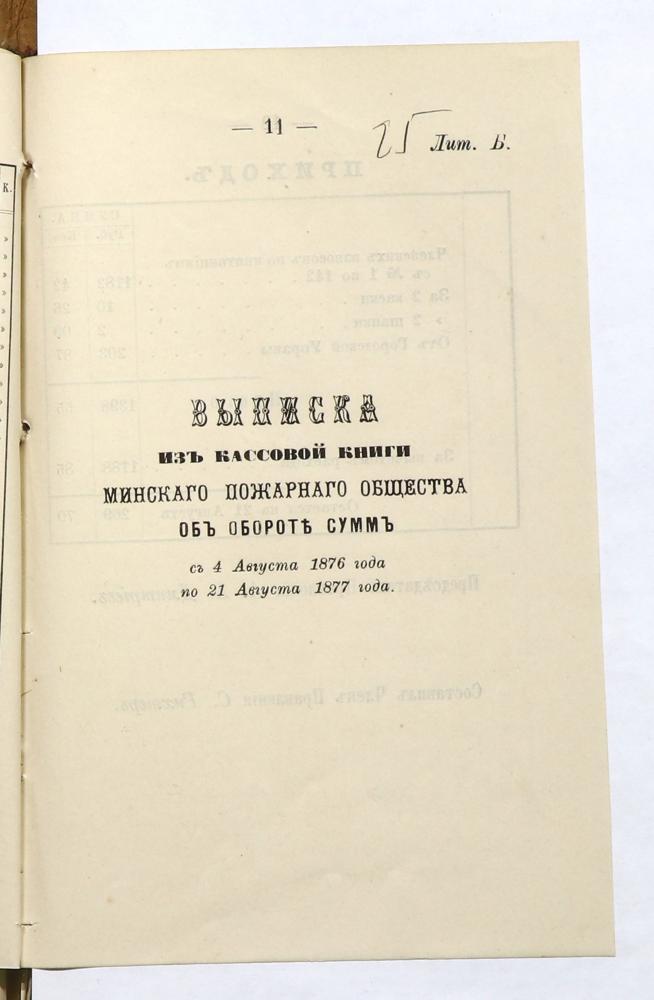 — 11 —
25
Лит. Б.
К.
ВЫПИСКА
ИЗЪ КАССОВОЙ КНИГИ
МИНСКАГО ПОЖАРНАГО ОБЩЕСТВА
ОБЪ ОБОРОТѢ СУММЪ
съ 4 Августа 1876 года
по 21 Августа 1877 года.